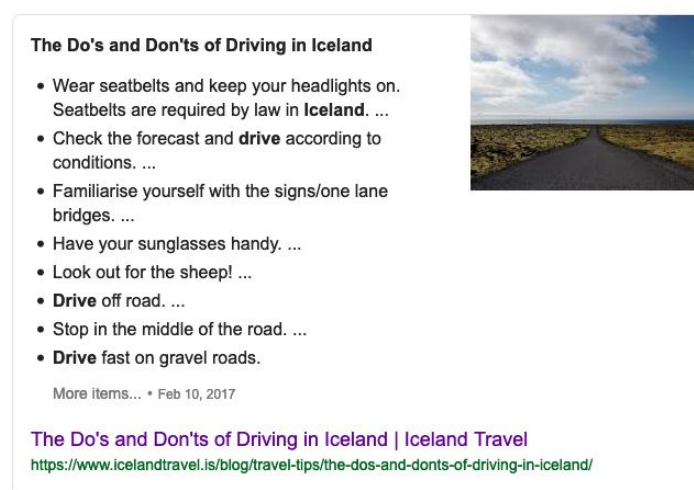 The Do's and Don'ts of Driving in Iceland
• Wear seatbelts and keep your headlights on.
Seatbelts are required by law in Iceland. ...
• Check the forecast and drive according to
conditions. ...
• Familiarise yourself with the signs/one lane
bridges. ...
• Have your sunglasses handy. ...
• Look out for the sheep! ...
• Drive off road. ...
• Stop in the middle of the road. ...
• Drive fast on gravel roads.
More items... • Feb 10, 2017
The Do's and Don'ts of Driving in Iceland | Iceland Travel
https://www.icelandtravel.is/blog/travel-tips/the-dos-and-donts-of-driving-in-iceland/